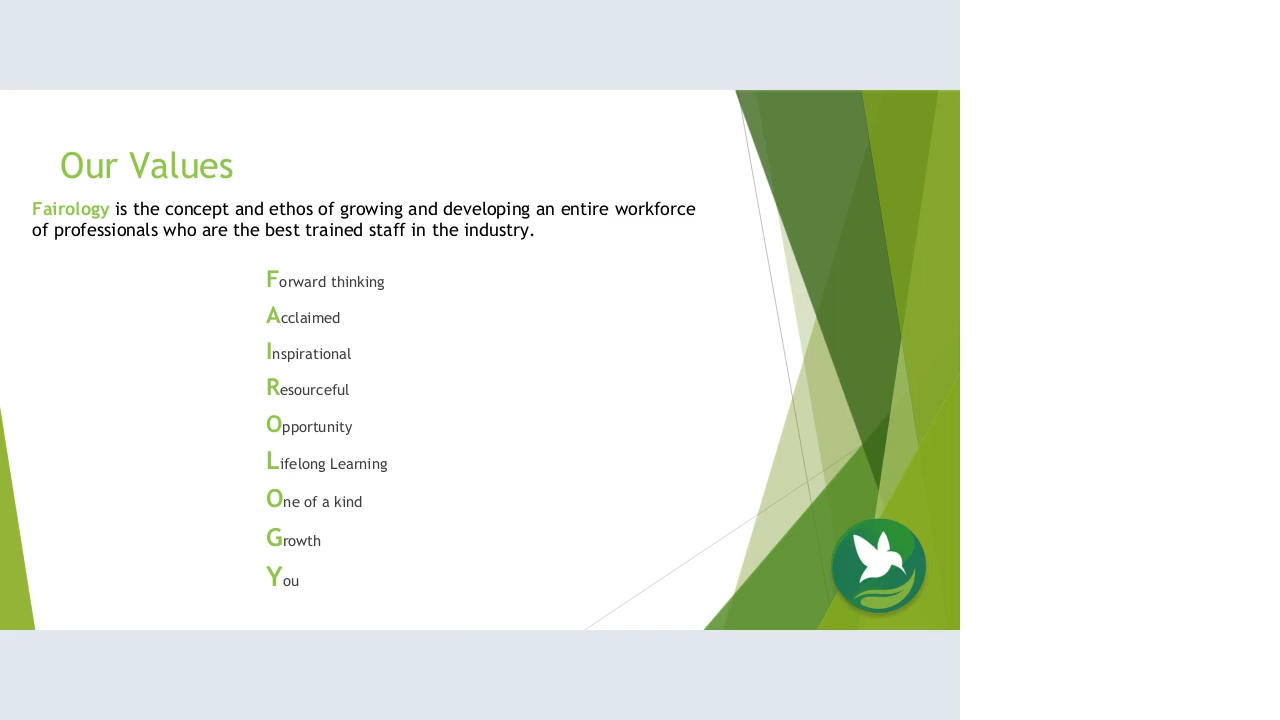 Our Values
Fairology is the concept and ethos of growing and developing an entire workforce
of professionals who are the best trained staff in the industry.
Forward thinking
Acclaimed
Inspirational
Resourceful
Opportunity
Lifelong Learning
One of a kind
Growth
You